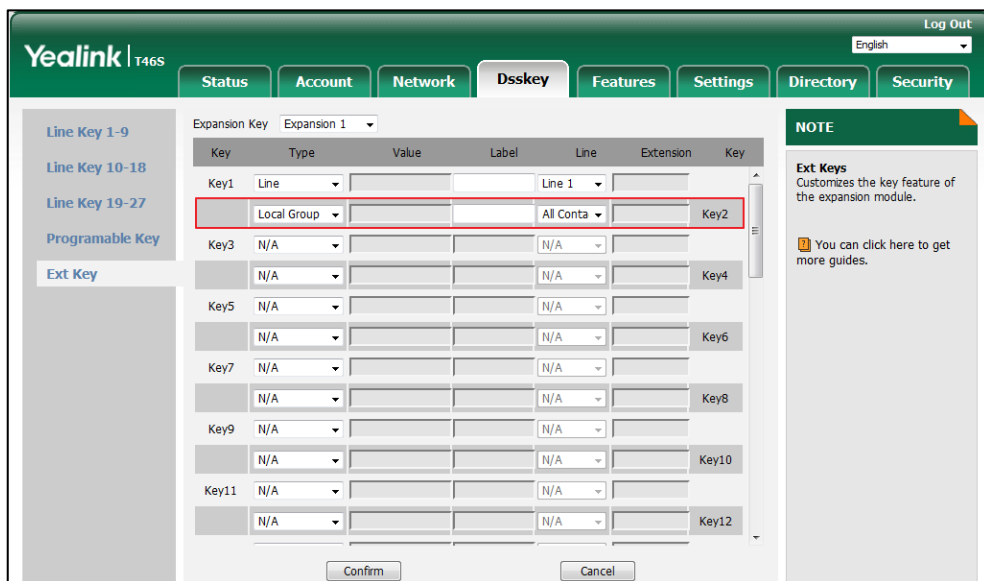 Log Out
Yealink T46S
English
Status Account Network Dsskey Features Settings Directory Security
Line Key 1-9
Line Key 10-18
Line Key 19-27
Programable Key
Ext Key
Expansion Key Expansion 1
Key Type Value Label Line Extension Key
Key1 Line Line 1
Local Group All Conta Key2
Key3 N/A N/A
N/A N/A Key4
Key5 N/A N/A
N/A N/A Key6
Key7 N/A N/A
N/A N/A Key8
Key9 N/A N/A
N/A N/A Key10
Key11 N/A N/A
N/A N/A Key12
Confirm Cancel
NOTE
Ext Keys
Customizes the key feature of
the expansion module.
? You can click here to get
more guides.